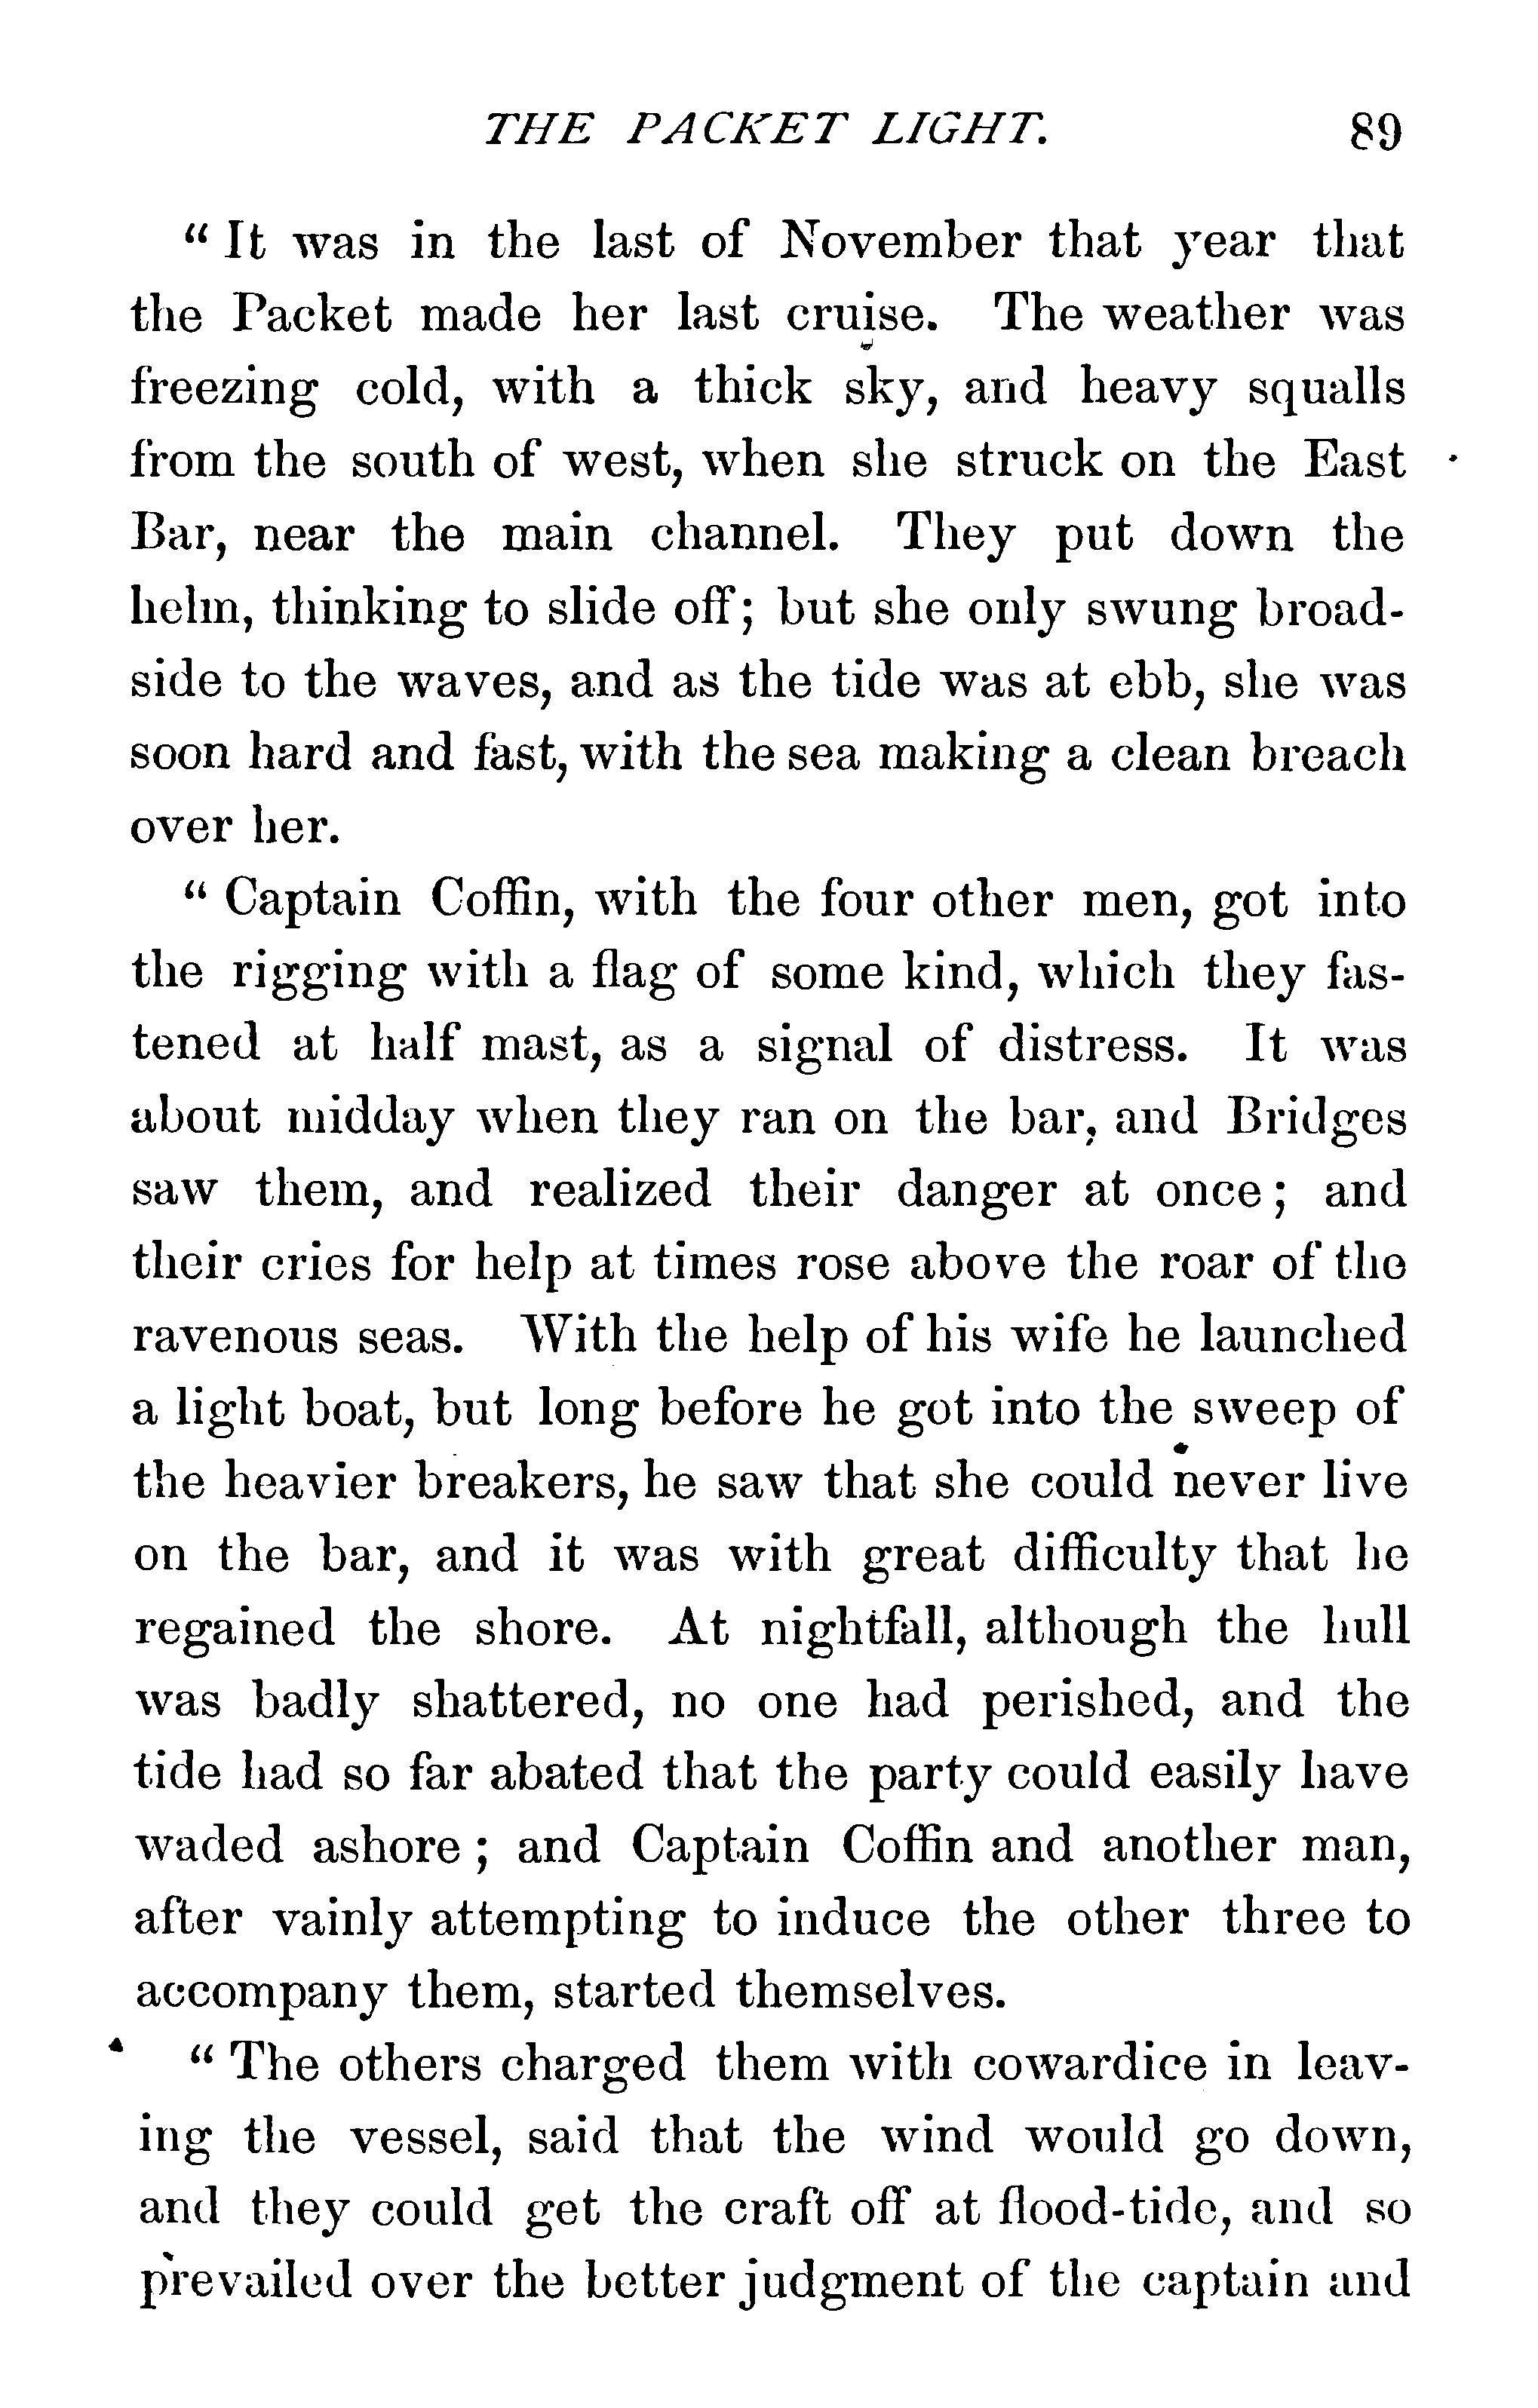 THE PACKET LIGHT. 89
“ It was in the last of November that year that
the Packet made her last cruise. The weather was
freezing cold, with a thick sky, and heavy squalls
from the south of west, when she struck on the East
Bar, near the main channel. They put down the
helm, thinking to slide off; but she only swung broad-
side to the waves, and as the tide was at ebb, she was
soon hard and fast, with the sea making a clean breach
over her.
“ Captain Coffin, with the four other men, got into
the rigging with a flag of some kind, which they fas-
tened at half mast, as a signal of distress. It was
about midday when they ran on the bar, and Bridges
saw them, and realized their danger at once ; and
their cries for help at times rose above the roar of the
ravenous seas. With the help of his wife he launched
a light boat, but long before he got into the sweep of
the heavier breakers, he saw that she could never live
on the bar, and it was with great difficulty that he
regained the shore. At nightfall, although the hull
was badly shattered, no one had perished, and the
tide had so far abated that the party could easily have
waded ashore ; and Captain Coffin and another man,
after vainly attempting to induce the other three to
accompany them, started themselves.
“ The others charged them with cowardice in leav-
ing the vessel, said that the wind would go down,
and they could get the craft off at flood-tide, and so
prevailed over the better judgment of the captain and